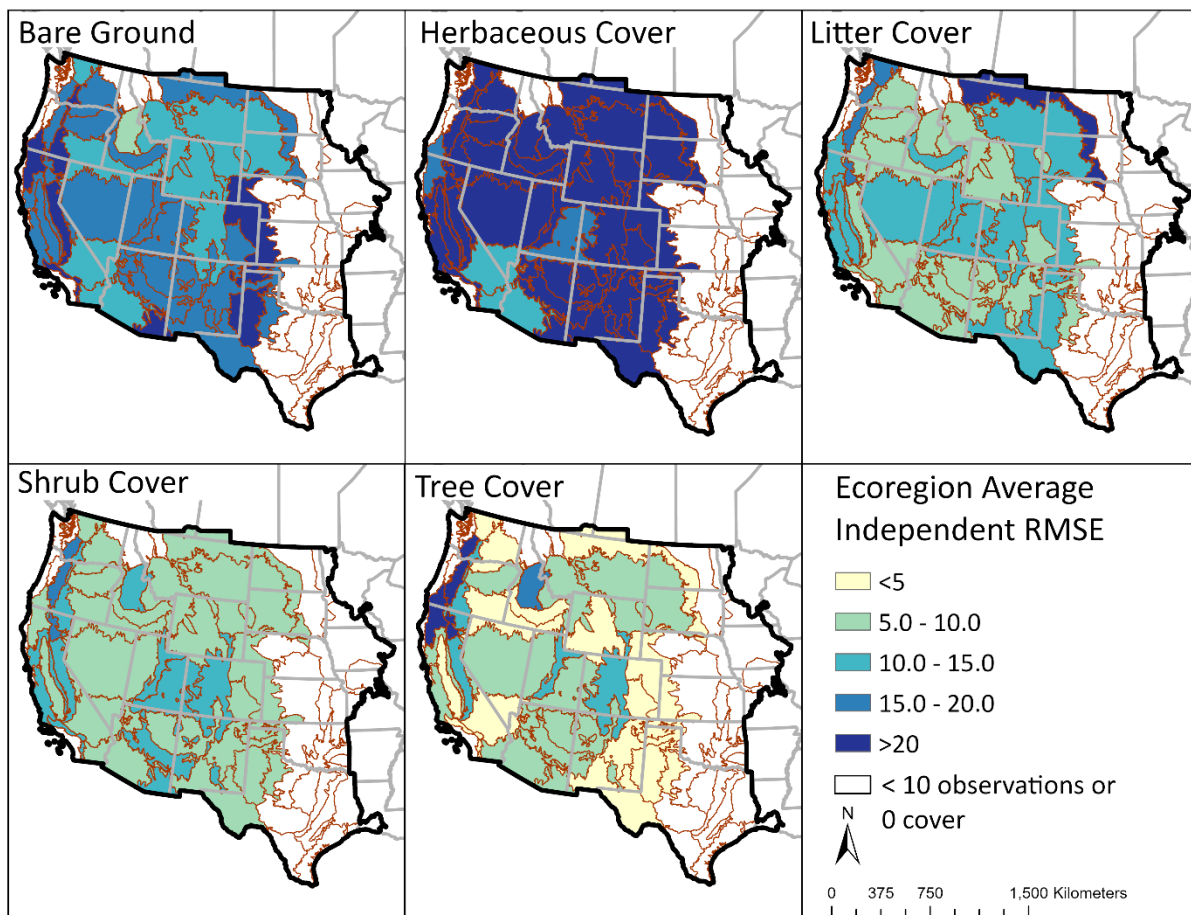 Bare Ground
Herbaceous Cover
Litter Cover
Shrub Cover
Tree Cover
Ecoregion Average
Independent RMSE
<5
5.0 - 10.0
10.0 - 15.0
15.0 - 20.0
>20
< 10 observations or
0 cover
N
0 375 750 1,500 Kilometers